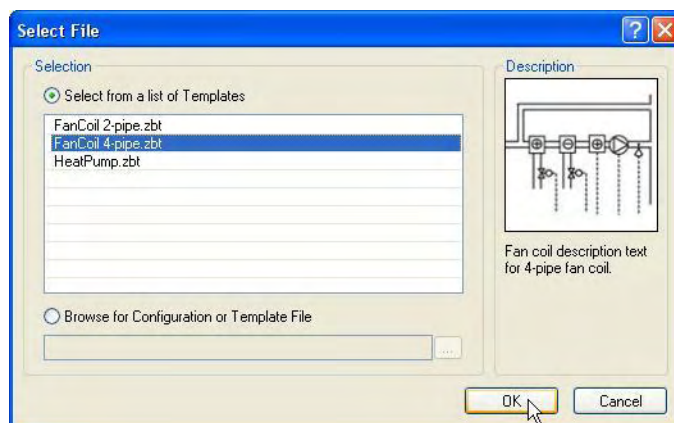 Select File
Selection
Select from a list of Templates
FanCoil 2-pipe.zbt
FanCoil 4-pipe.zbt
HeatPump.zbt
Browse for Configuration or Template File
...
Description
Fan coil description text
for 4-pipe fan coil.
OK
Cancel